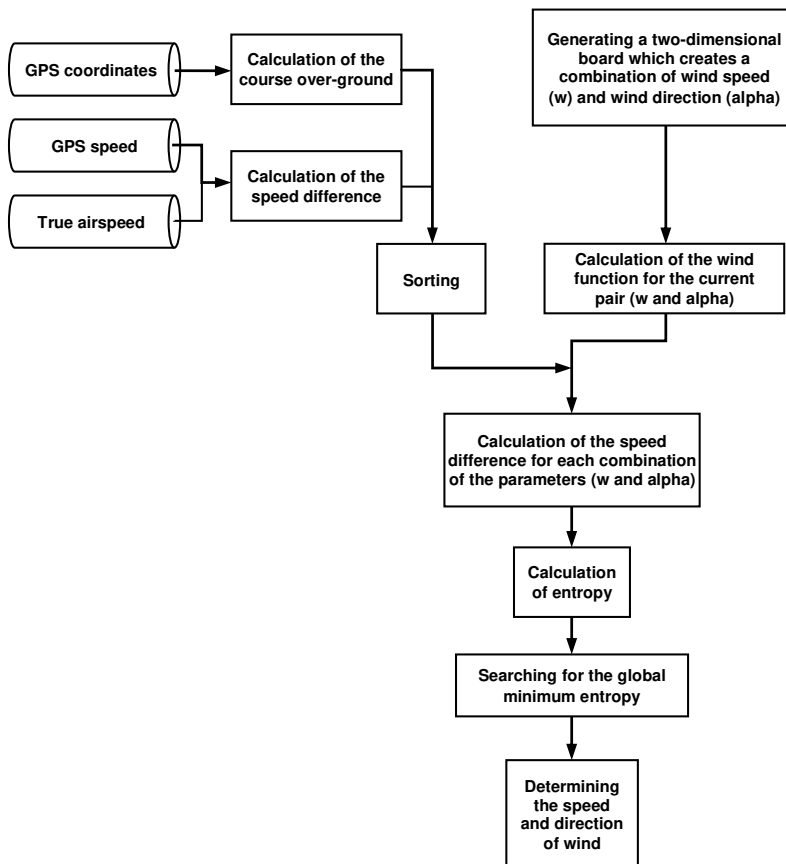 GPS coordinates
Calculation of the
course over-ground
GPS speed
True airspeed
Calculation of the
speed difference
Sorting
Generating a two-dimensional
board which creates a
combination of wind speed
(w) and wind direction (alpha)
Calculation of the wind
function for the current
pair (w and alpha)
Calculation of the speed
difference for each combination
of the parameters (w and alpha)
Calculation
of entropy
Searching for the global
minimum entropy
Determining
the speed
and direction
of wind